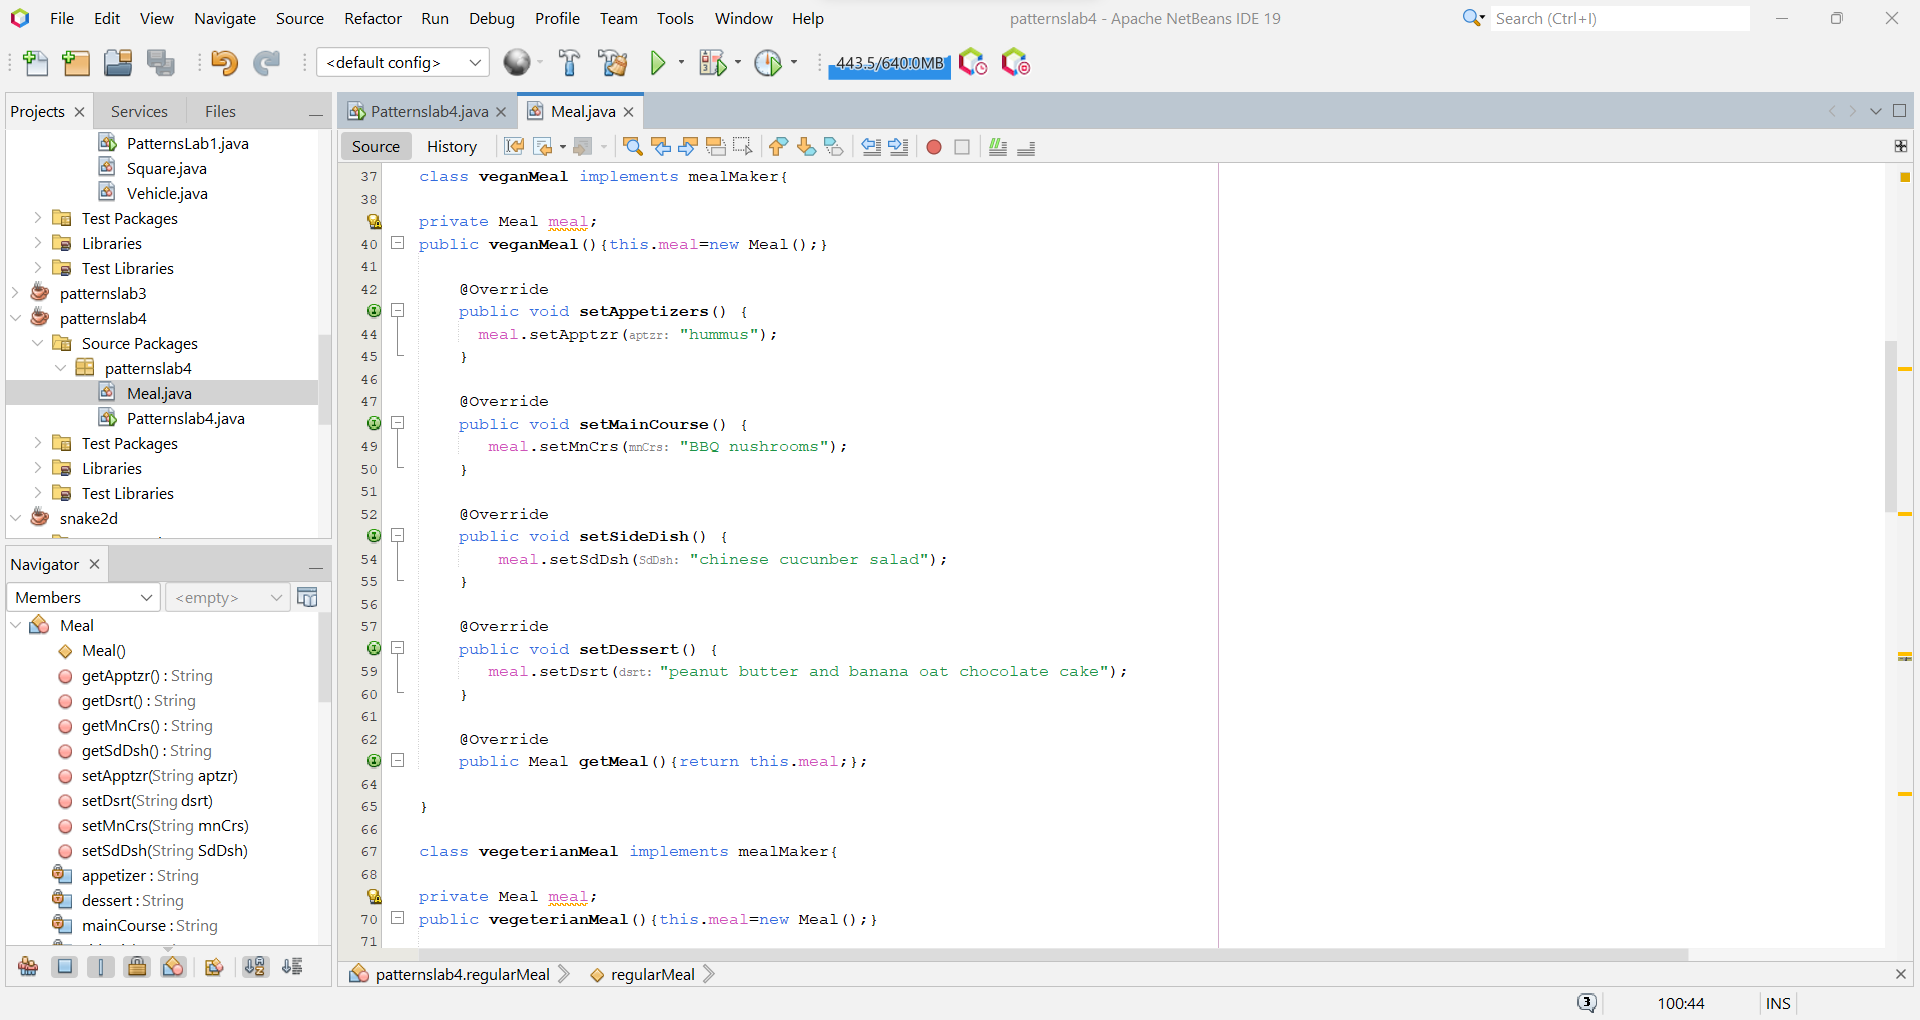 File Edit View Navigate Source Refactor Run Debug Profile Team Tools Window Help patternslab4 - Apache NetBeans IDE 19 Search (Ctrl+I)
<default config> 443.5/640.0MB
Projects Services Files
PatternsLab1.java
Square.java
Vehicle.java
Test Packages
Libraries
Test Libraries
patternslab3
patternslab4
Source Packages
patternslab4
Meal.java
Patternslab4.java
Test Packages
Libraries
Test Libraries
snake2d
Navigator
Members <empty>
Meal
Meal()
getApptzr() : String
getDsrt() : String
getMnCrs() : String
getSdDsh() : String
setApptzr(String aptzr)
setDsrt(String dsrt)
setMnCrs(String mnCrs)
setSdDsh(String SdDsh)
appetizer : String
dessert : String
mainCourse : String
Patternslab4.java Meal.java
Source History
37 class veganMeal implements mealMaker{
38
private Meal meal;
40 public veganMeal(){this.meal=new Meal();}
41
42 @Override
public void setAppetizers() {
44 meal.setApptzr(aptzr: "hummus");
45 }
46
47 @Override
public void setMainCourse() {
49 meal.setMnCrs(mnCrs: "BBQ nushrooms");
50 }
51
52 @Override
public void setSideDish() {
54 meal.setSdDsh(SdDsh: "chinese cucunber salad");
55 }
56
57 @Override
public void setDessert() {
59 meal.setDsrt(dsrt: "peanut butter and banana oat chocolate cake");
60 }
61
62 @Override
public Meal getMeal(){return this.meal;};
64
65 }
66
67 class vegeterianMeal implements mealMaker{
68
private Meal meal;
70 public vegeterianMeal(){this.meal=new Meal();}
71
patternslab4.regularMeal regularMeal
3 100:44 INS